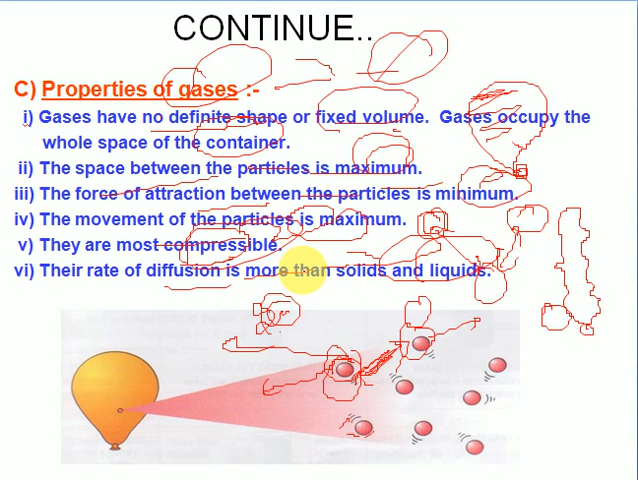 CONTINUE..
C) Properties of gases :-
i) Gases have no definite shape or fixed volume. Gases occupy the
whole space of the container.
ii) The space between the particles is maximum.
iii) The force of attraction between the particles is minimum.
iv) The movement of the particles is maximum.
v) They are most compressible.
vi) Their rate of diffusion is more than solids and liquids.